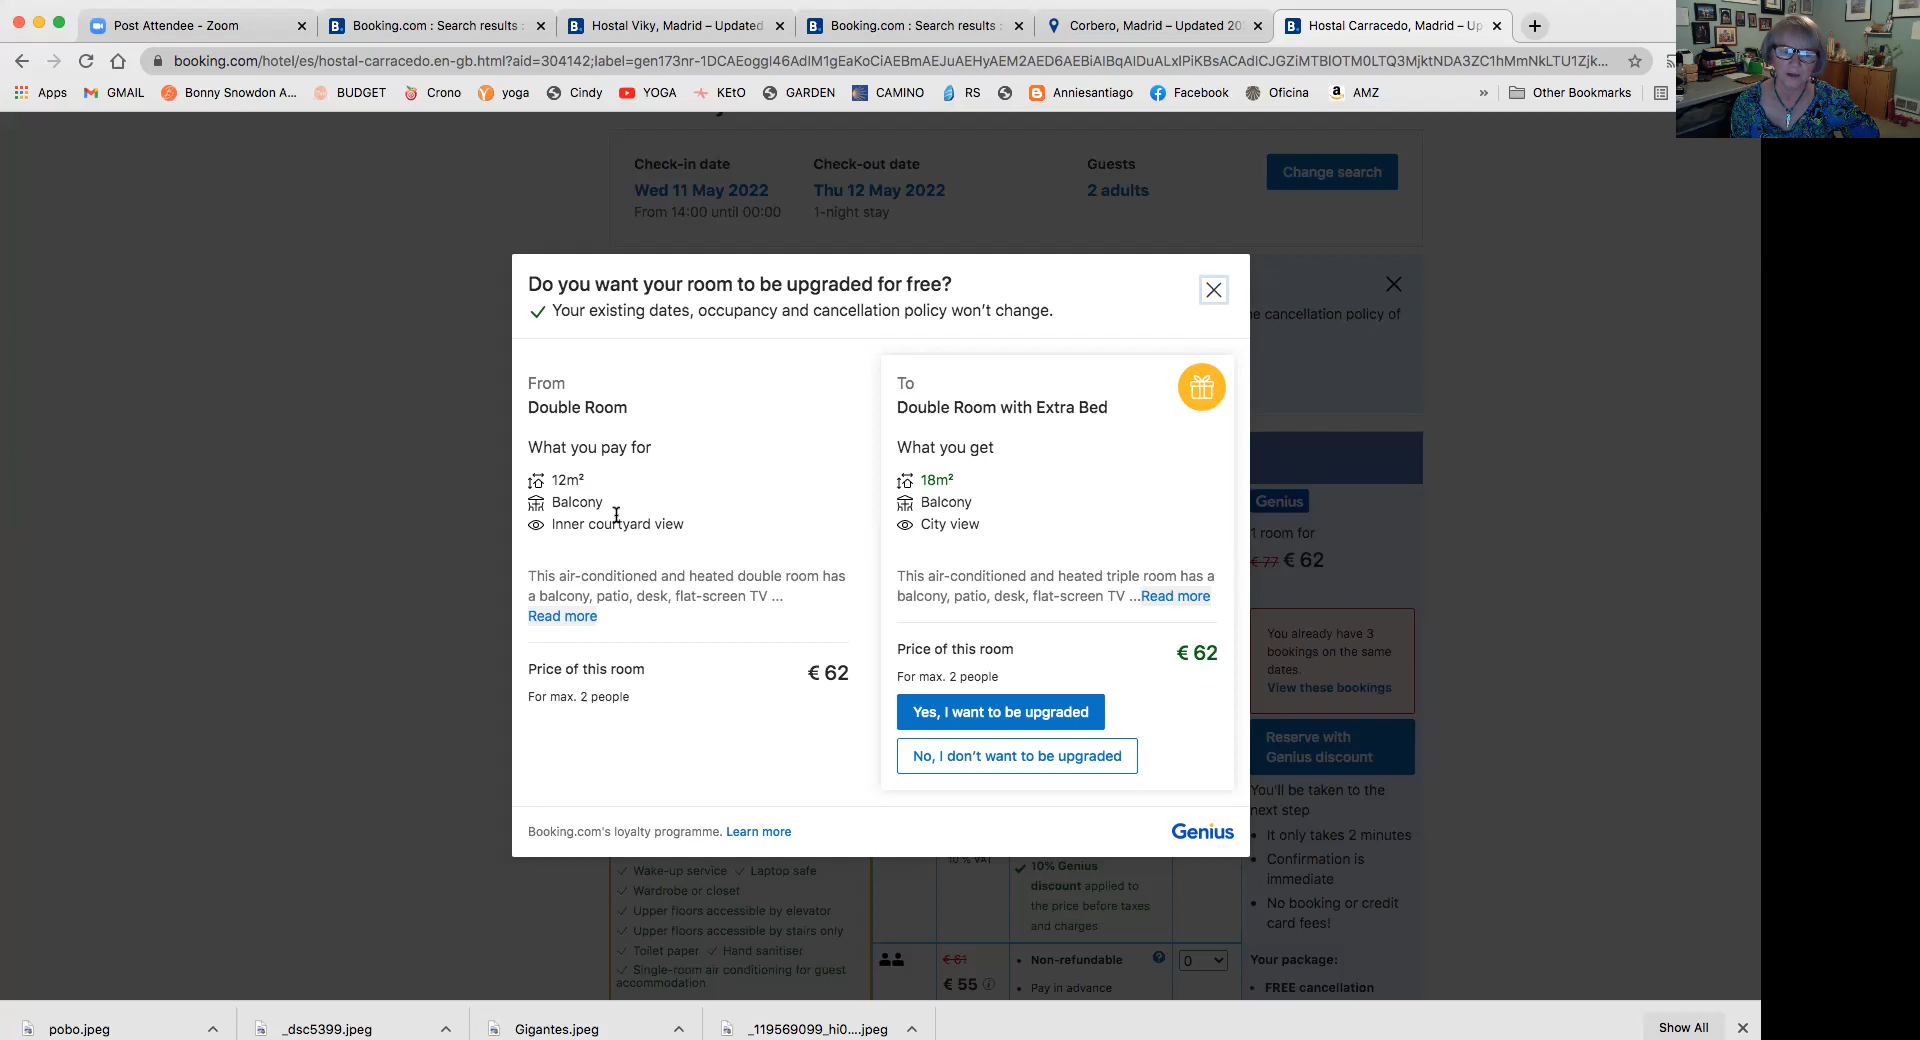 Post Attendee - Zoom
Booking.com : Search results :
Hostal Viky, Madrid – Updated
Booking.com : Search results :
Corbero, Madrid – Updated 20
Hostal Carracedo, Madrid – Up
booking.com/hotel/es/hostal-carracedo.en-gb.html?
Apps
GMAIL
Bonny Snowdon A...
BUDGET
Crono
yoga
Cindy
YOGA
KEtO
GARDEN
CAMINO
RS
Anniesantiago
Facebook
Oficina
AMZ
»
Other Bookmarks
Check-in date
Check-out date
Guests
Wed 11 May 2022
Thu 12 May 2022
2 adults
Change search
From 14:00 until 00:00
1-night stay
Do you want your room to be upgraded for free?
Your existing dates, occupancy and cancellation policy won't change.
e cancellation policy of
From
Double Room
What you pay for
12m²
Balcony
Inner courtyard view
This air-conditioned and heated double room has
a balcony, patio, desk, flat-screen TV ...
Read more
Price of this room
€ 62
For max. 2 people
To
Double Room with Extra Bed
What you get
18m²
Balcony
City view
This air-conditioned and heated triple room has a
balcony, patio, desk, flat-screen TV ...Read more
Price of this room
€ 62
For max. 2 people
Yes, I want to be upgraded
No, I don't want to be upgraded
Booking.com's loyalty programme. Learn more
Genius
Genius
1 room for
€ 77 € 62
You already have 3
bookings on the same
dates.
View these bookings
Reserve with
Genius discount
You'll be taken to the
next step
• It only takes 2 minutes
• Confirmation is
immediate
• No booking or credit
card fees!
Your package:
• FREE cancellation
Wake-up service Laptop safe
Wardrobe or closet
Upper floors accessible by elevator
Upper floors accessible by stairs only
Toilet paper Hand sanitiser
Single-room air conditioning for guest
accommodation
10 % VAT
10% Genius
discount applied to
the price before taxes
and charges
€ 61
€ 55
• Non-refundable
• Pay in advance
0
pobo.jpeg
_dsc5399.jpeg
Gigantes.jpeg
_119569099_hi0....jpeg
Show All